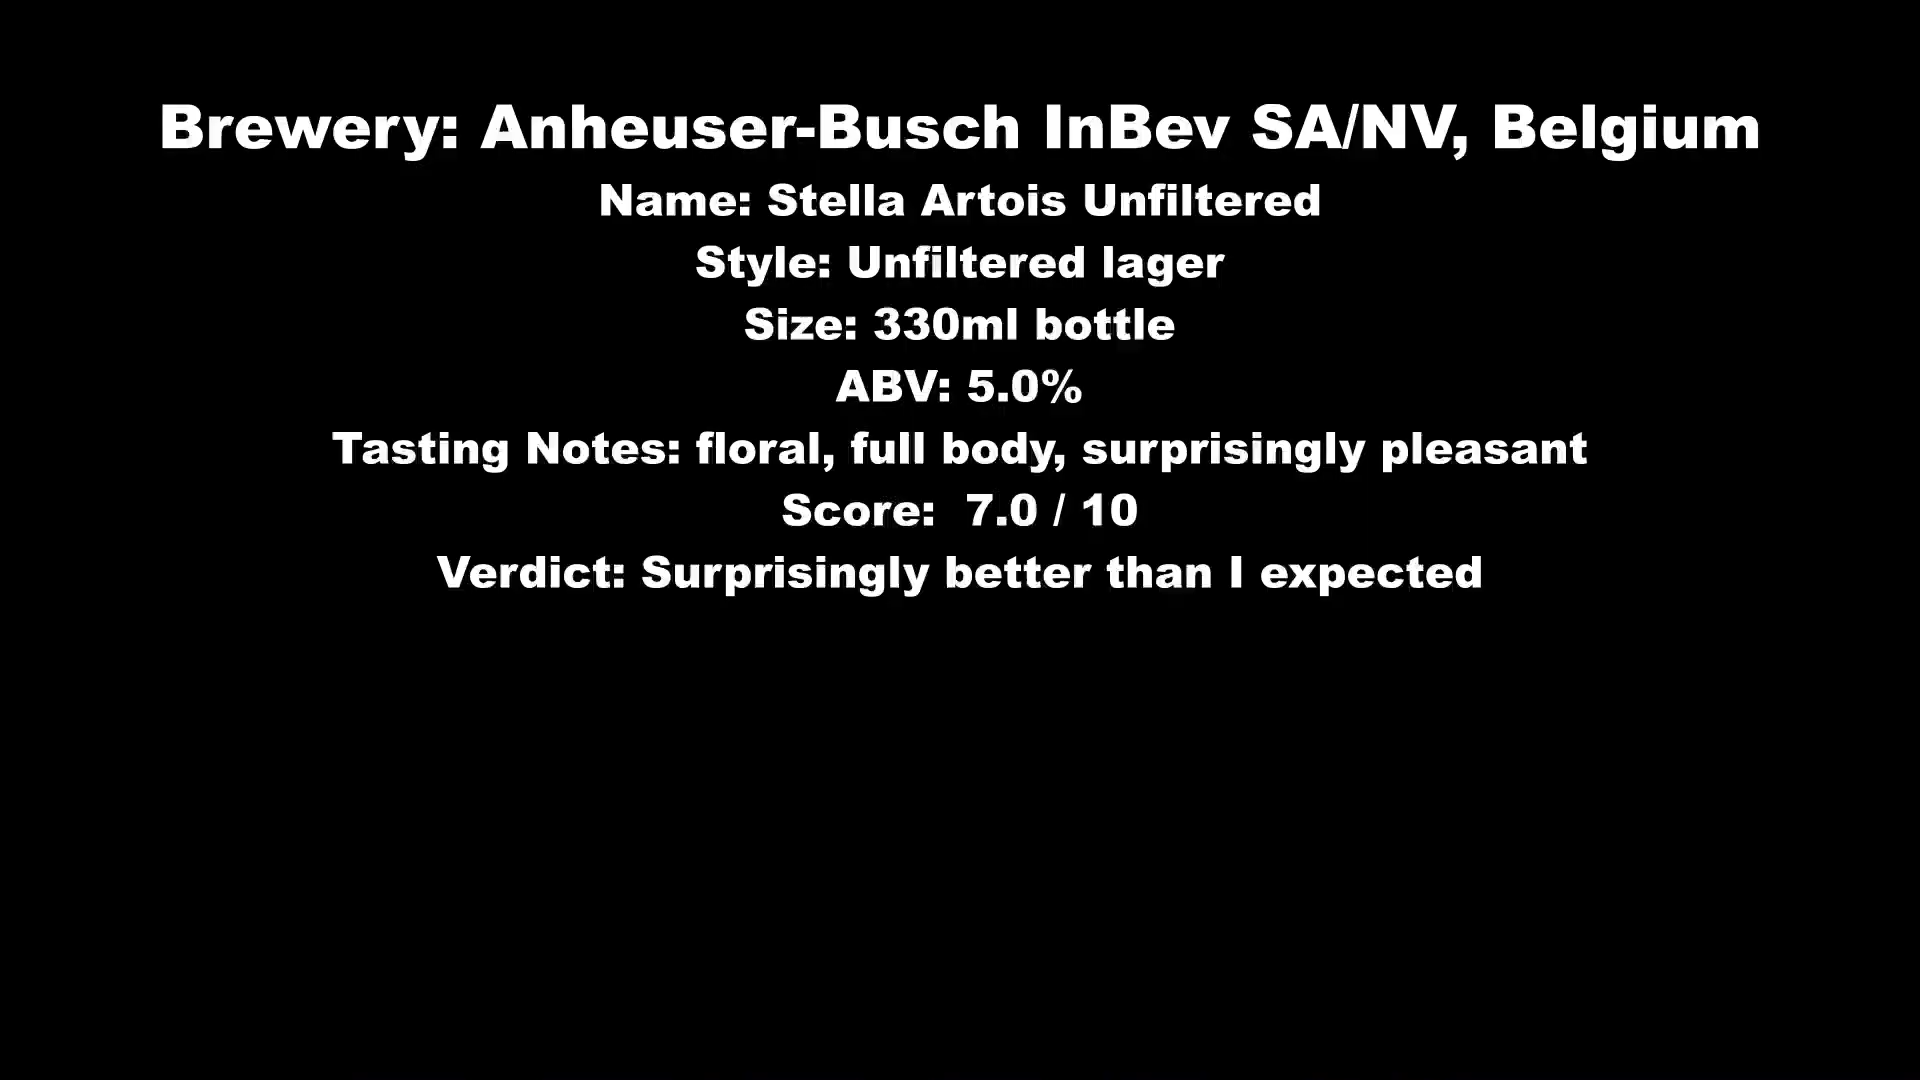 Brewery: Anheuser-Busch InBev SA/NV, Belgium
Name: Stella Artois Unfiltered
Style: Unfiltered lager
Size: 330ml bottle
ABV: 5.0%
Tasting Notes: floral, full body, surprisingly pleasant
Score:  7.0 / 10
Verdict: Surprisingly better than I expected